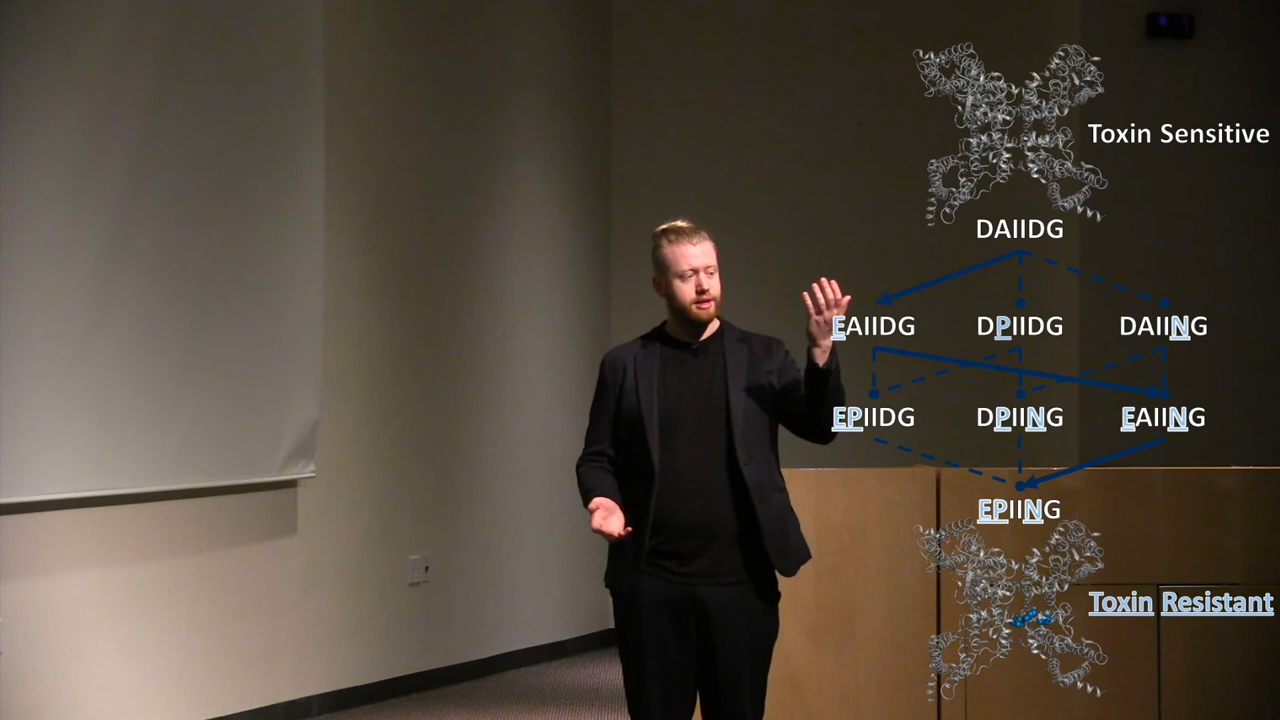 Toxin Sensitive
DAIIDG
EAIIDG DPIIDG DAIING
EPIIDG DPIING EAIING
EPIING
Toxin Resistant